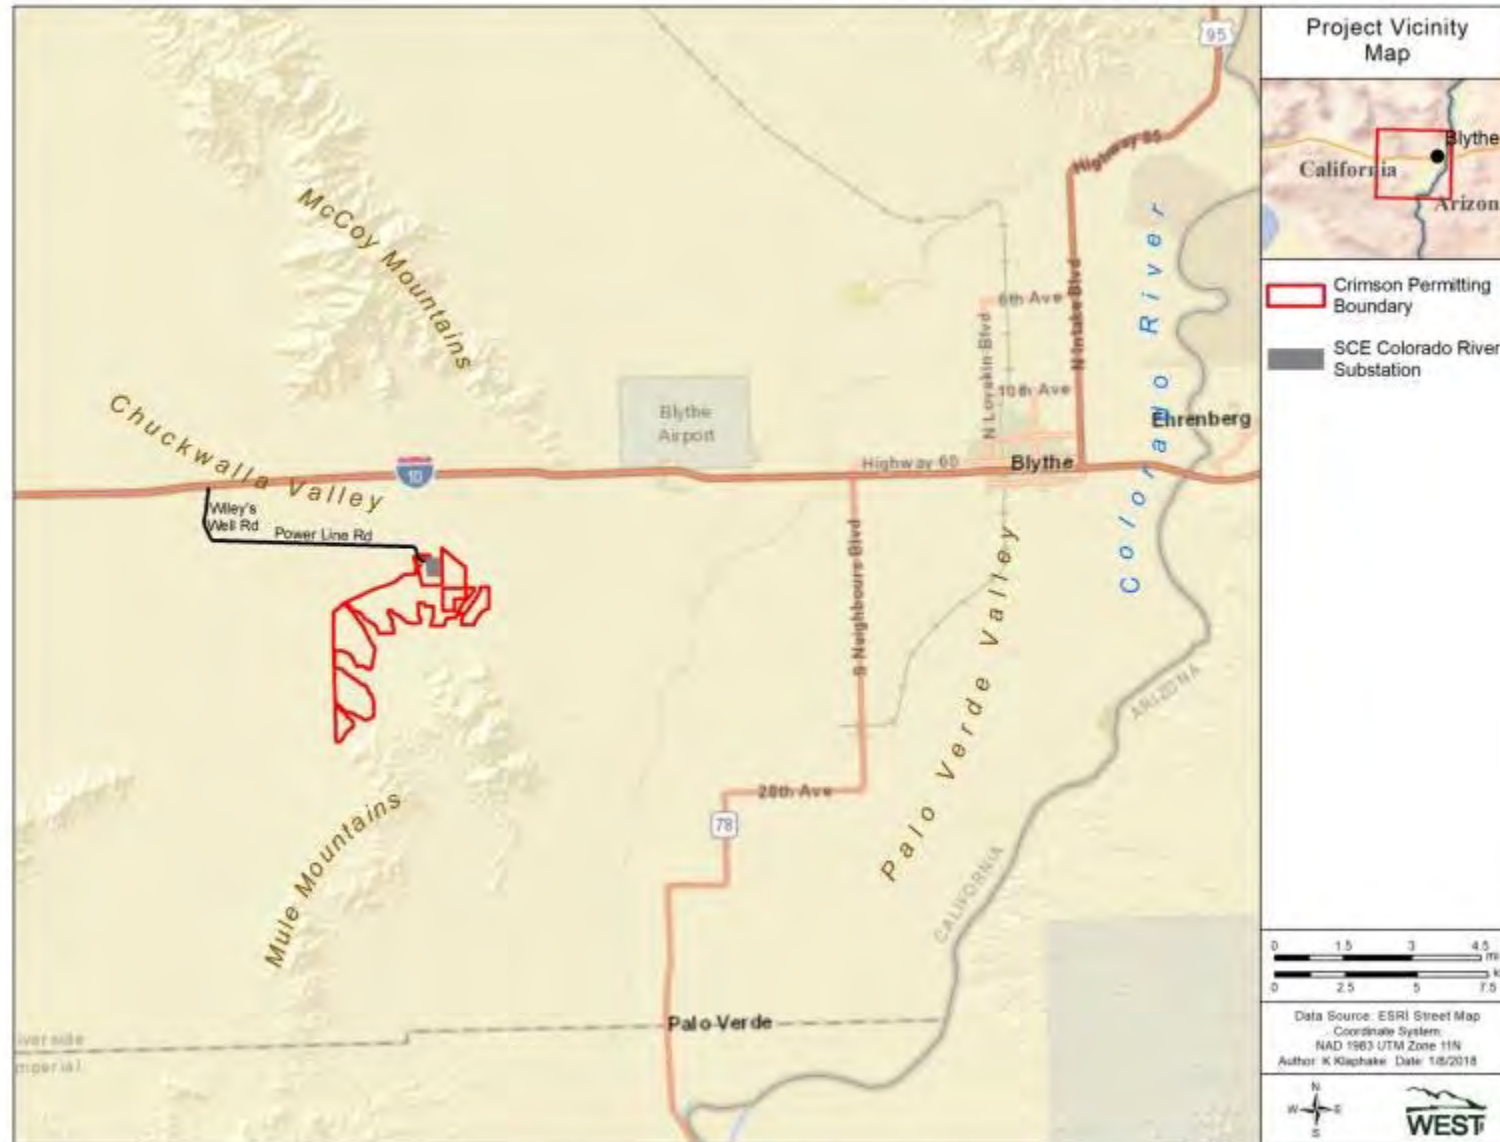 Project Vicinity
Map
95
Highway 95
Blythe
California
Arizon
McCoy Mountains
Colorado River
Crimson Permitting
Boundary
SCE Colorado River
Substation
6th Ave
N Lovekin Blvd
N Intake Blvd
10th Ave
Blythe
Airport
Ehrenberg
Chuckwalla Valley
10
Highway 60
Blythe
Wiley's
Well Rd
Power Line Rd
S Neighbours Blvd
Palo Verde Valley
ARIZONA
28th Ave
78
Mule Mountains
CALIFORNIA
Palo Verde
iverside
mperial
0 1.5 3 4.5
mi
k
0 2.5 5 7.5
Data Source: ESRI Street Map
Coordinate System:
NAD 1983 UTM Zone 11N
Author: K Klaphake Date: 1/8/2018
N
W E
S
WEST